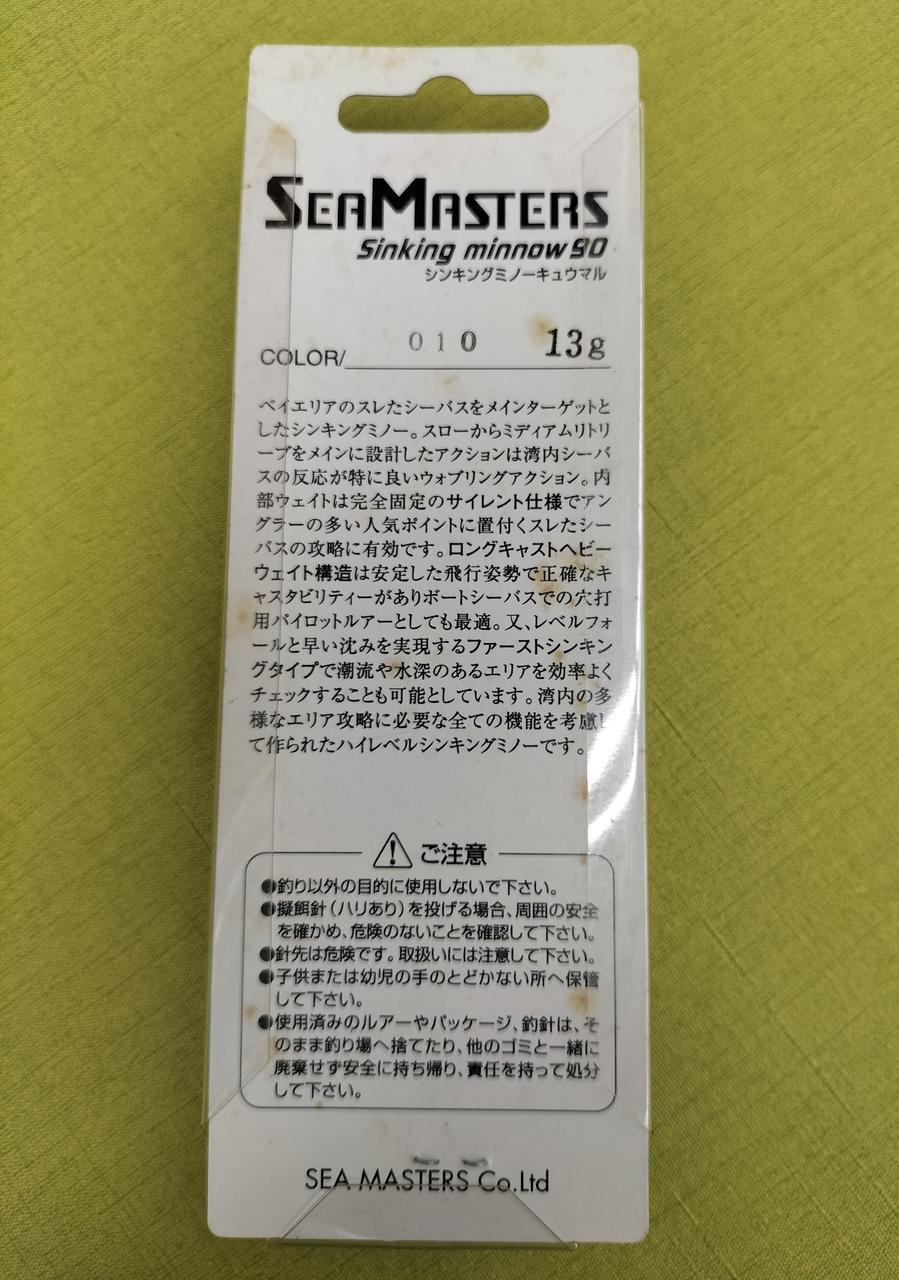 SEAMASTERS
Sinking minnow 90
シンキングミノーキュウマル
COLOR/ 010 13g
ベイエリアのスレたシーバスをメインターゲットと
したシンキングミノー。スローからミディアムリトリ
ーブをメインに設計したアクションは湾内シーバ
スの反応が特に良いウォブリングアクション。内
部ウェイトは完全固定のサイレント仕様でアン
グラーの多い人気ポイントに居付くスレたシー
バスの攻略に有効です。ロングキャストヘビー
ウェイト構造は安定した飛行姿勢で正確なキ
ャスタビリティーがありボートシーバスでの穴打
用パイロットルアーとしても最適。又、レベルフォ
ールと早い沈みを実現するファーストシンキン
グタイプで潮流や水深のあるエリアを効率よく
チェックすることも可能としています。湾内の多
様なエリア攻略に必要な全ての機能を考慮し
て作られたハイレベルシンキングミノーです。
ご注意
●釣り以外の目的に使用しないで下さい。
●擬餌針(ハリあり)を投げる場合、周囲の安全
を確かめ、危険のないことを確認して下さい。
●針先は危険です。取扱いには注意して下さい。
●子供または幼児の手のとどかない所へ保管
して下さい。
●使用済みのルアーやパッケージ、釣針は、そ
のまま釣り場へ捨てたり、他のゴミと一緒に
廃棄せず安全に持ち帰り、責任を持って処分
して下さい。
SEA MASTERS Co.Ltd